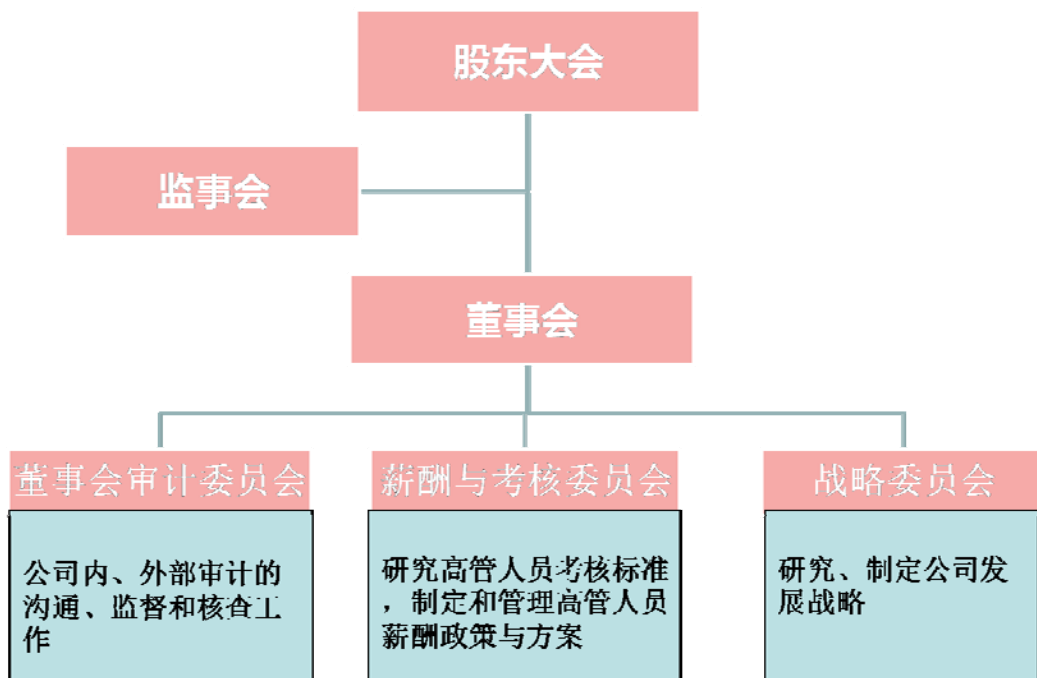 股东大会
监事会
董事会
董事会审计委员会
公司内、外部审计的
沟通、监督和核查工
作
薪酬与考核委员会
研究高管人员考核标准
，制定和管理高管人员
薪酬政策与方案
战略委员会
研究、制定公司发
展战略